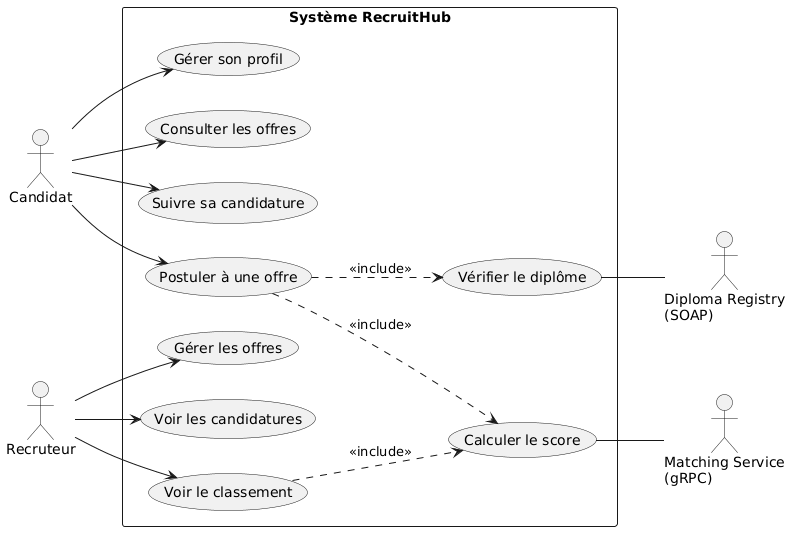 Système RecruitHub
Gérer son profil
Consulter les offres
Candidat
Suivre sa candidature
Postuler à une offre
«include»
Vérifier le diplôme
Diploma Registry
(SOAP)
«include»
Gérer les offres
Voir les candidatures
Recruteur
Calculer le score
Matching Service
(gRPC)
«include»
Voir le classement